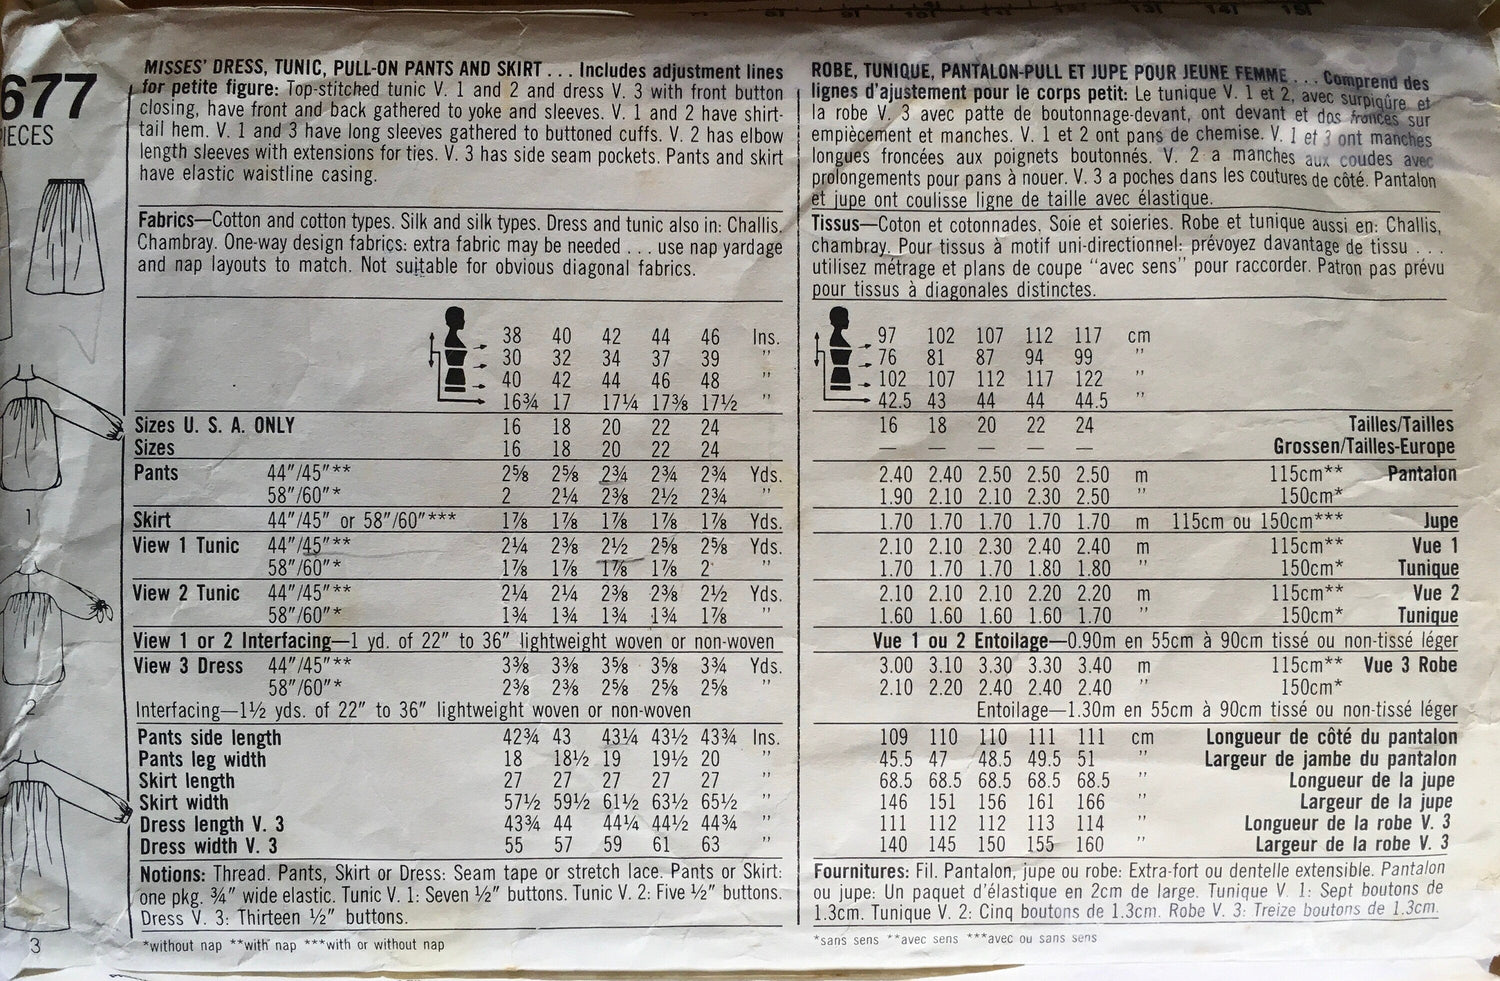 677
IECES
1
2
3
MISSES' DRESS, TUNIC, PULL-ON PANTS AND SKIRT ... Includes adjustment lines
for petite figure: Top-stitched tunic V. 1 and 2 and dress V. 3 with front button
closing, have front and back gathered to yoke and sleeves. V. 1 and 2 have shirt-
tail hem. V. 1 and 3 have long sleeves gathered to buttoned cuffs. V. 2 has elbow
length sleeves with extensions for ties. V. 3 has side seam pockets. Pants and skirt
have elastic waistline casing.
Fabrics—Cotton and cotton types. Silk and silk types. Dress and tunic also in: Challis.
Chambray. One-way design fabrics: extra fabric may be needed ... use nap yardage
and nap layouts to match. Not suitable for obvious diagonal fabrics.
38 40 42 44 46 Ins.
30 32 34 37 39 "
40 42 44 46 48 "
16¾ 17 17¼ 17⅜ 17½ "
Sizes U. S. A. ONLY 16 18 20 22 24
Sizes 16 18 20 22 24
Pants 44"/45"** 2⅝ 2⅝ 2¾ 2¾ 2¾ Yds.
58"/60"* 2 2¼ 2⅜ 2½ 2¾ "
Skirt 44"/45" or 58"/60"*** 1⅞ 1⅞ 1⅞ 1⅞ 1⅞ Yds.
View 1 Tunic 44"/45"** 2¼ 2⅜ 2½ 2⅝ 2⅝ Yds.
58"/60"* 1⅞ 1⅞ 1⅞ 1⅞ 2 "
View 2 Tunic 44"/45"** 2¼ 2¼ 2⅜ 2⅜ 2½ Yds.
58"/60"* 1¾ 1¾ 1¾ 1¾ 1⅞ "
View 1 or 2 Interfacing—1 yd. of 22" to 36" lightweight woven or non-woven
View 3 Dress 44"/45"** 3⅜ 3⅜ 3⅝ 3⅝ 3¾ Yds.
58"/60"* 2⅜ 2⅜ 2⅝ 2⅝ 2⅝ "
Interfacing—1½ yds. of 22" to 36" lightweight woven or non-woven
Pants side length 42¾ 43 43¼ 43½ 43¾ Ins.
Pants leg width 18 18½ 19 19½ 20 "
Skirt length 27 27 27 27 27 "
Skirt width 57½ 59½ 61½ 63½ 65½ "
Dress length V. 3 43¾ 44 44¼ 44½ 44¾ "
Dress width V. 3 55 57 59 61 63 "
Notions: Thread. Pants, Skirt or Dress: Seam tape or stretch lace. Pants or Skirt:
one pkg. ¾" wide elastic. Tunic V. 1: Seven ½" buttons. Tunic V. 2: Five ½" buttons.
Dress V. 3: Thirteen ½" buttons.
*without nap **with nap ***with or without nap
ROBE, TUNIQUE, PANTALON-PULL ET JUPE POUR JEUNE FEMME ... Comprend des
lignes d'ajustement pour le corps petit: Le tunique V. 1 et 2, avec surpiqûre et
la robe V. 3 avec patte de boutonnage-devant, ont devant et dos froncés sur
empiècement et manches. V. 1 et 2 ont pans de chemise. V. 1 et 3 ont manches
longues froncées aux poignets boutonnés. V. 2 a manches aux coudes avec
prolongements pour pans à nouer. V. 3 a poches dans les coutures de côté. Pantalon
et jupe ont coulisse ligne de taille avec élastique.
Tissus—Coton et cotonnades. Soie et soieries. Robe et tunique aussi en: Challis,
chambray. Pour tissus à motif uni-directionnel: prévoyez davantage de tissu ...
utilisez métrage et plans de coupe "avec sens" pour raccorder. Patron pas prévu
pour tissus à diagonales distinctes.
97 102 107 112 117 cm
76 81 87 94 99 "
102 107 112 117 122 "
42.5 43 44 44 44.5 "
16 18 20 22 24 Tailles/Tailles
— — — — — Grossen/Tailles-Europe
2.40 2.40 2.50 2.50 2.50 m 115cm** Pantalon
1.90 2.10 2.10 2.30 2.50 " 150cm*
1.70 1.70 1.70 1.70 1.70 m 115cm ou 150cm*** Jupe
2.10 2.10 2.30 2.40 2.40 m 115cm** Vue 1
1.70 1.70 1.70 1.80 1.80 " 150cm* Tunique
2.10 2.10 2.10 2.20 2.20 m 115cm** Vue 2
1.60 1.60 1.60 1.60 1.70 " 150cm* Tunique
Vue 1 ou 2 Entoilage—0.90m en 55cm à 90cm tissé ou non-tissé léger
3.00 3.10 3.30 3.30 3.40 m 115cm** Vue 3 Robe
2.10 2.20 2.40 2.40 2.40 " 150cm*
Entoilage—1.30m en 55cm à 90cm tissé ou non-tissé léger
109 110 110 111 111 cm Longueur de côté du pantalon
45.5 47 48.5 49.5 51 " Largeur de jambe du pantalon
68.5 68.5 68.5 68.5 68.5 " Longueur de la jupe
146 151 156 161 166 " Largeur de la jupe
111 112 112 113 114 " Longueur de la robe V. 3
140 145 150 155 160 " Largeur de la robe V. 3
Fournitures: Fil. Pantalon, jupe ou robe: Extra-fort ou dentelle extensible. Pantalon
ou jupe: Un paquet d'élastique en 2cm de large. Tunique V. 1: Sept boutons de
1.3cm. Tunique V. 2: Cinq boutons de 1.3cm. Robe V. 3: Treize boutons de 1.3cm.
*sans sens **avec sens ***avec ou sans sens